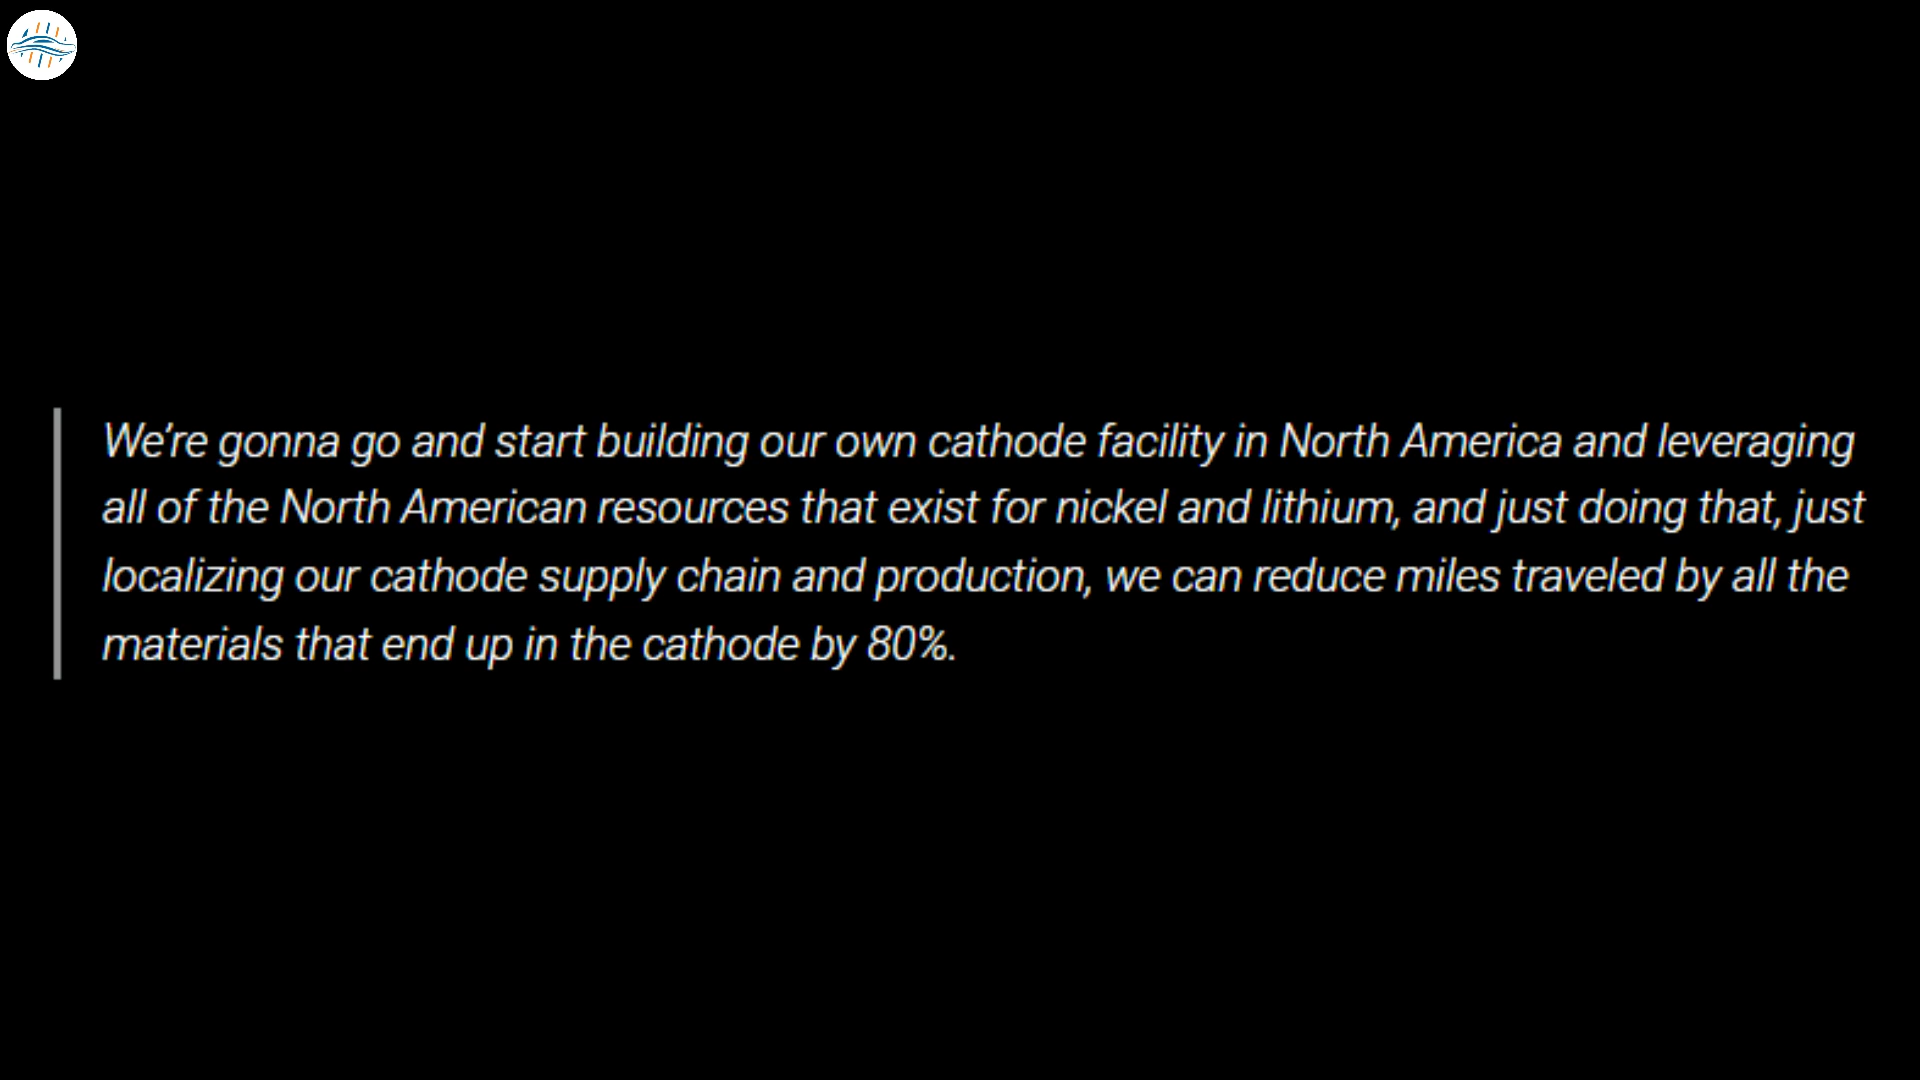 We’re gonna go and start building our own cathode facility in North America and leveraging
all of the North American resources that exist for nickel and lithium, and just doing that, just
localizing our cathode supply chain and production, we can reduce miles traveled by all the
materials that end up in the cathode by 80%.